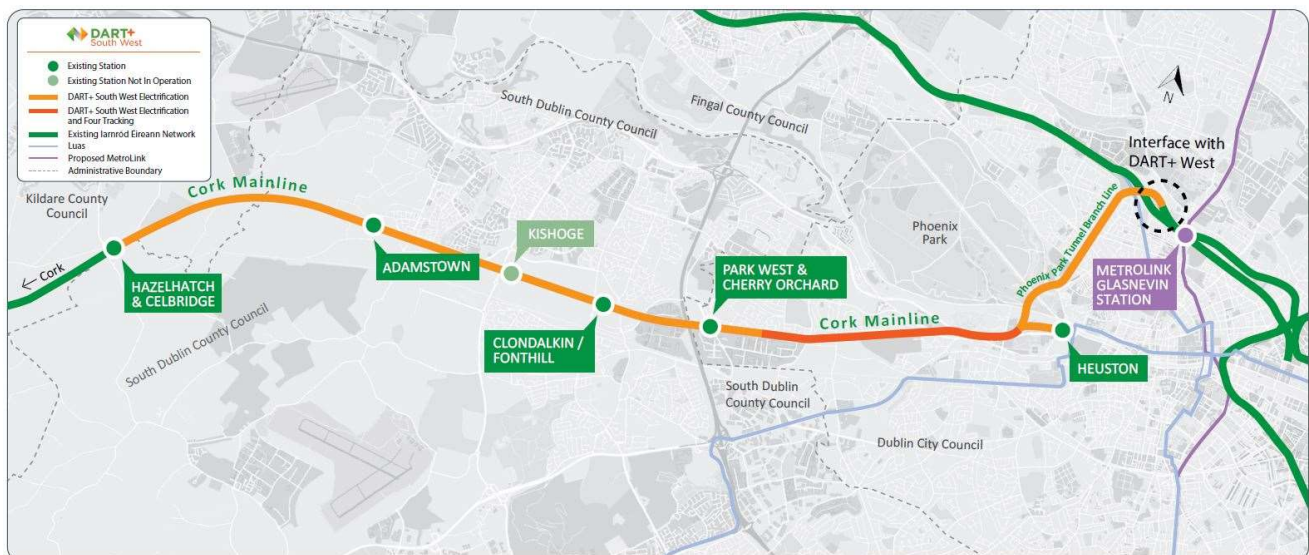 DART+
South West
Existing Station
Existing Station Not In Operation
DART+ South West Electrification
DART+ South West Electrification
and Four Tracking
Existing Iarnród Éireann Network
Luas
Proposed MetroLink
Administrative Boundary
Kildare County
Council
← Cork
HAZELHATCH
& CELBRIDGE
Cork Mainline
South Dublin County Council
ADAMSTOWN
KISHOGE
CLONDALKIN /
FONTHILL
South Dublin County Council
Fingal County Council
PARK WEST &
CHERRY ORCHARD
Cork Mainline
South Dublin
County Council
Dublin City Council
Phoenix
Park
Phoenix Park Tunnel Branch Line
HEUSTON
N
Interface with
DART+ West
METROLINK
GLASNEVIN
STATION